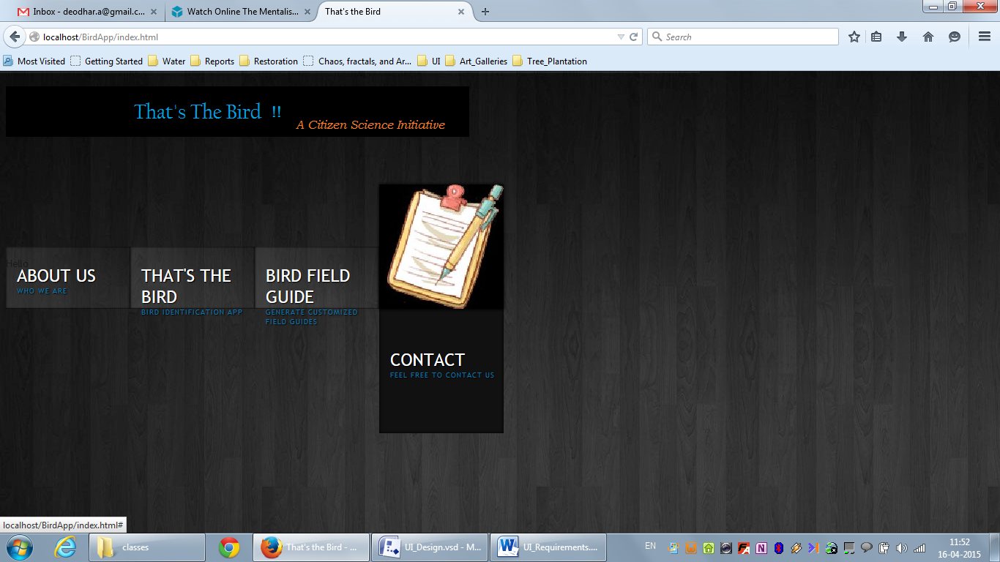 Inbox - deodhar.a@gmail.c...
Watch Online The Mentalis...
That's the Bird
localhost/BirdApp/index.html
Search
Most Visited
Getting Started
Water
Reports
Restoration
Chaos, fractals, and Ar...
UI
Art_Galleries
Tree_Plantation
That's The Bird !!
A Citizen Science Initiative
Hello
ABOUT US
WHO WE ARE
THAT'S THE
BIRD
BIRD IDENTIFICATION APP
BIRD FIELD
GUIDE
GENERATE CUSTOMIZED
FIELD GUIDES
CONTACT
FEEL FREE TO CONTACT US
localhost/BirdApp/index.html#
classes
That's the Bird - ...
UI_Design.vsd - M...
UI_Requirements....
EN
11:52
16-04-2015